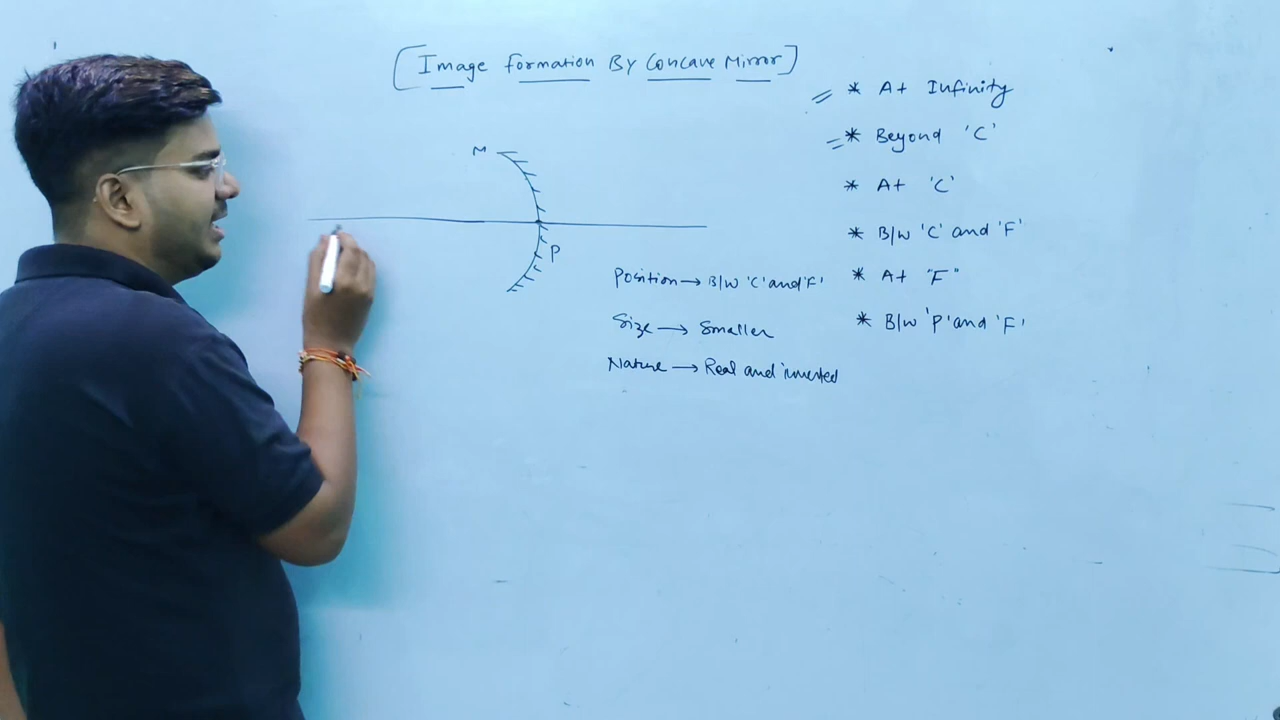 [Image Formation By Concave Mirror]
* At Infinity
* Beyond 'C'
M
* At 'C'
* B/w 'C' and 'F'
P
Position → B/w 'C' and 'F'
* At "F"
Size → Smaller
* B/w 'P' and 'F'
Nature → Real and inverted